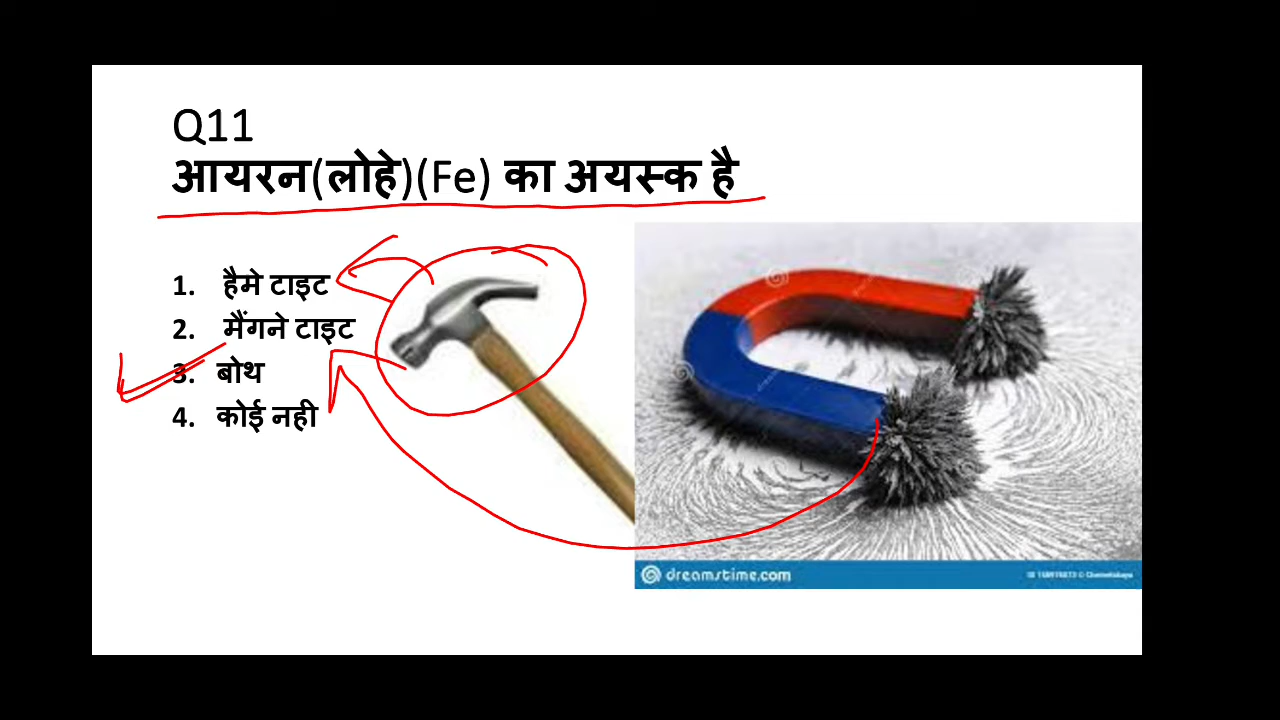 Q11
आयरन(लोहे)(Fe) का अयस्क है
1. हैमे टाइट
2. मैंगने टाइट
3. बोथ
4. कोई नही
dreamstime.com